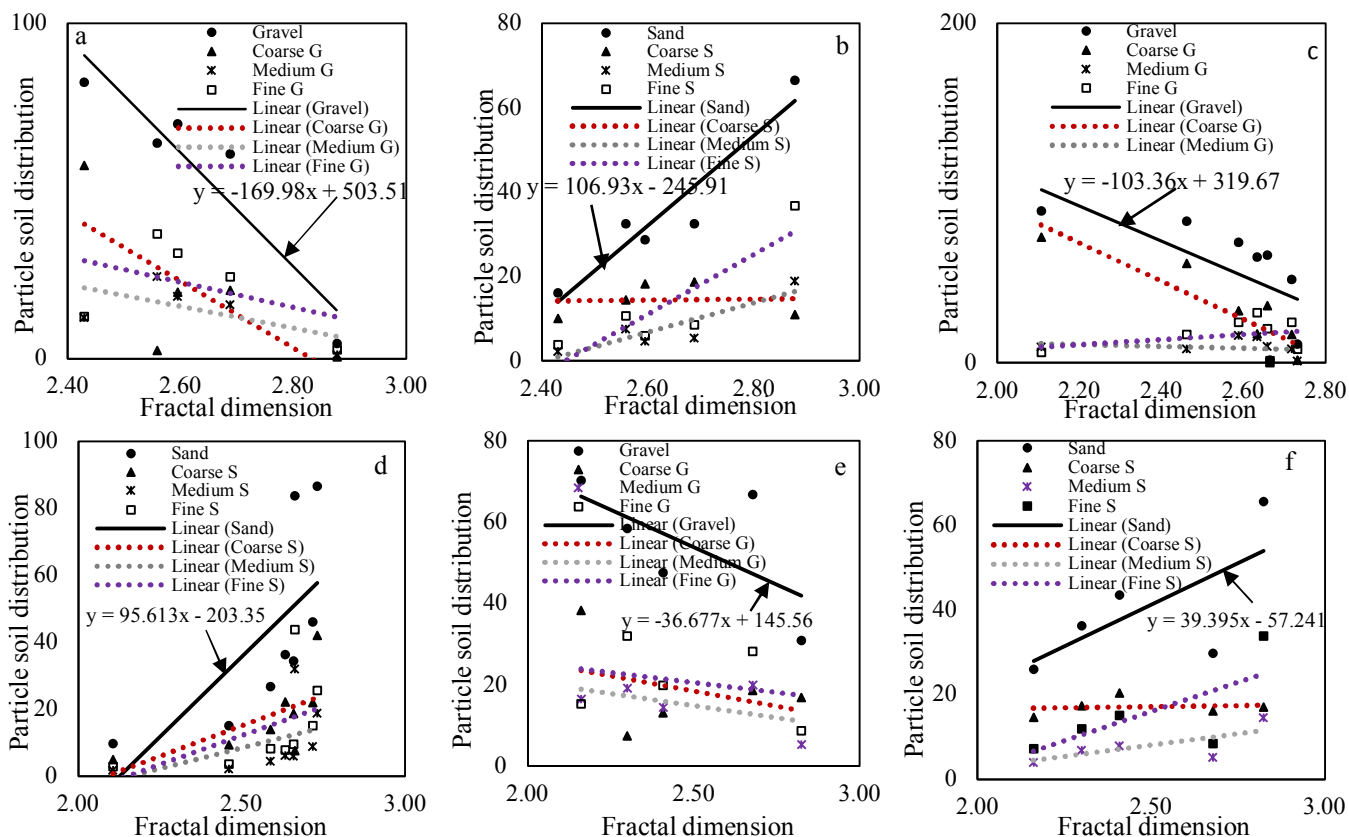 Particle soil distribution
100
0
a
Gravel
Coarse G
Medium G
Fine G
Linear (Gravel)
Linear (Coarse G)
Linear (Medium G)
Linear (Fine G)
y = -169.98x + 503.51
2.40 2.60 2.80 3.00
Fractal dimension
Particle soil distribution
80
60
40
20
0
b
Sand
Coarse S
Medium S
Fine S
Linear (Sand)
Linear (Coarse S)
Linear (Medium S)
Linear (Fine S)
y = 106.93x - 245.91
2.40 2.60 2.80 3.00
Fractal dimension
Particle soil distribution
200
0
c
Gravel
Coarse G
Medium G
Fine G
Linear (Gravel)
Linear (Coarse G)
Linear (Medium G)
y = -103.36x + 319.67
2.00 2.20 2.40 2.60 2.80
Fractal dimension
Particle soil distribution
100
80
60
40
20
0
d
Sand
Coarse S
Medium S
Fine S
Linear (Sand)
Linear (Coarse S)
Linear (Medium S)
Linear (Fine S)
y = 95.613x - 203.35
2.00 2.50 3.00
Fractal dimension
Particle soil distribution
80
60
40
20
0
e
Gravel
Coarse G
Medium G
Fine G
Linear (Gravel)
Linear (Coarse G)
Linear (Medium G)
Linear (Fine G)
y = -36.677x + 145.56
2.00 2.50 3.00
Fractal dimension
Particle soil distribution
80
60
40
20
0
f
Sand
Coarse S
Medium S
Fine S
Linear (Sand)
Linear (Coarse S)
Linear (Medium S)
Linear (Fine S)
y = 39.395x - 57.241
2.00 2.50 3.00
Fractal dimension